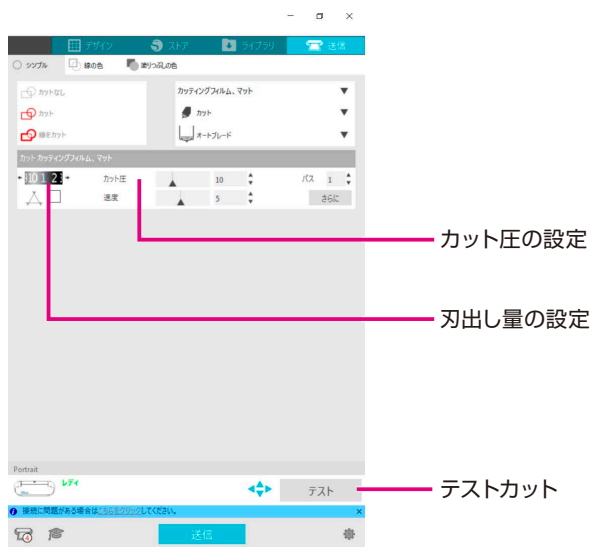 デザイン ストア ライブラリ 送信
シンプル 線の色 塗りつぶしの色
カットなし
カット
線をカット
カッティングフィルム、マット
カット
オートブレード
カット カッティングフィルム、マット
10 1 2 カット圧 10 パス 1
速度 5 さらに
カット圧の設定
刃出し量の設定
Portrait
レディ
テスト
テストカット
接続に問題がある場合はこちらをクリックしてください。
4
送信